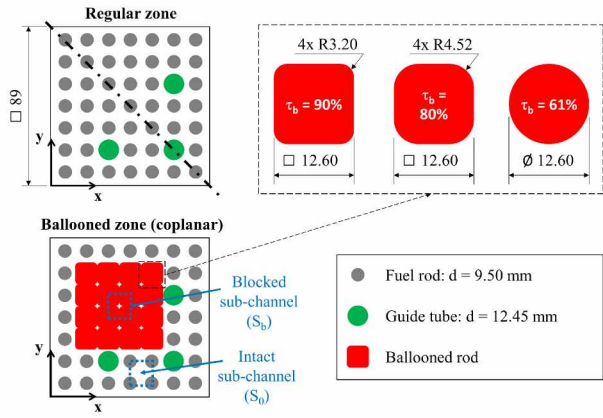 Regular zone
□ 89
y
x
4x R3.20
4x R4.52
τb = 90%
τb =
80%
τb = 61%
□ 12.60
□ 12.60
Ø 12.60
Ballooned zone (coplanar)
Blocked
sub-channel
(Sb)
Intact
sub-channel
(S0)
y
x
Fuel rod: d = 9.50 mm
Guide tube: d = 12.45 mm
Ballooned rod